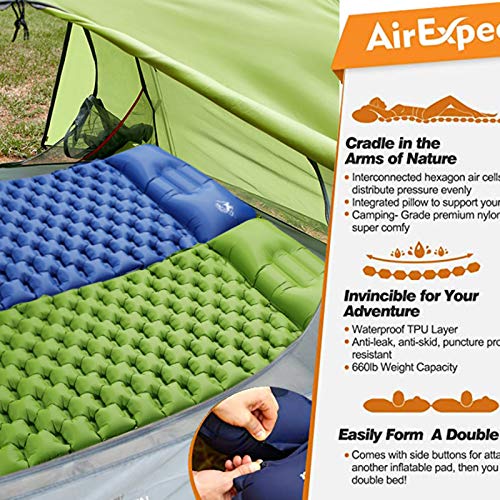 AirExpec
Cradle in the
Arms of Nature
• Interconnected hexagon air cells
distribute pressure evenly
• Integrated pillow to support your
• Camping- Grade premium nylon
super comfy
Invincible for Your
Adventure
• Waterproof TPU Layer
• Anti-leak, anti-skid, puncture pro
resistant
• 660lb Weight Capacity
Easily Form A Double
• Comes with side buttons for atta
another inflatable pad, then you
double bed!